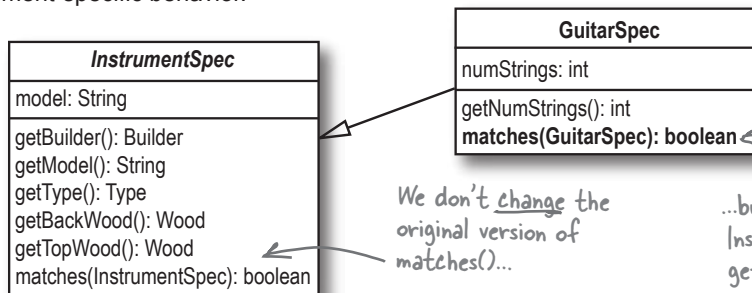 ment-specific behavior.
InstrumentSpec
model: String
getBuilder(): Builder
getModel(): String
getType(): Type
getBackWood(): Wood
getTopWood(): Wood
matches(InstrumentSpec): boolean
GuitarSpec
numStrings: int
getNumStrings(): int
matches(GuitarSpec): boolean
We don't change the
original version of
matches()...
...bu
Ins
ge